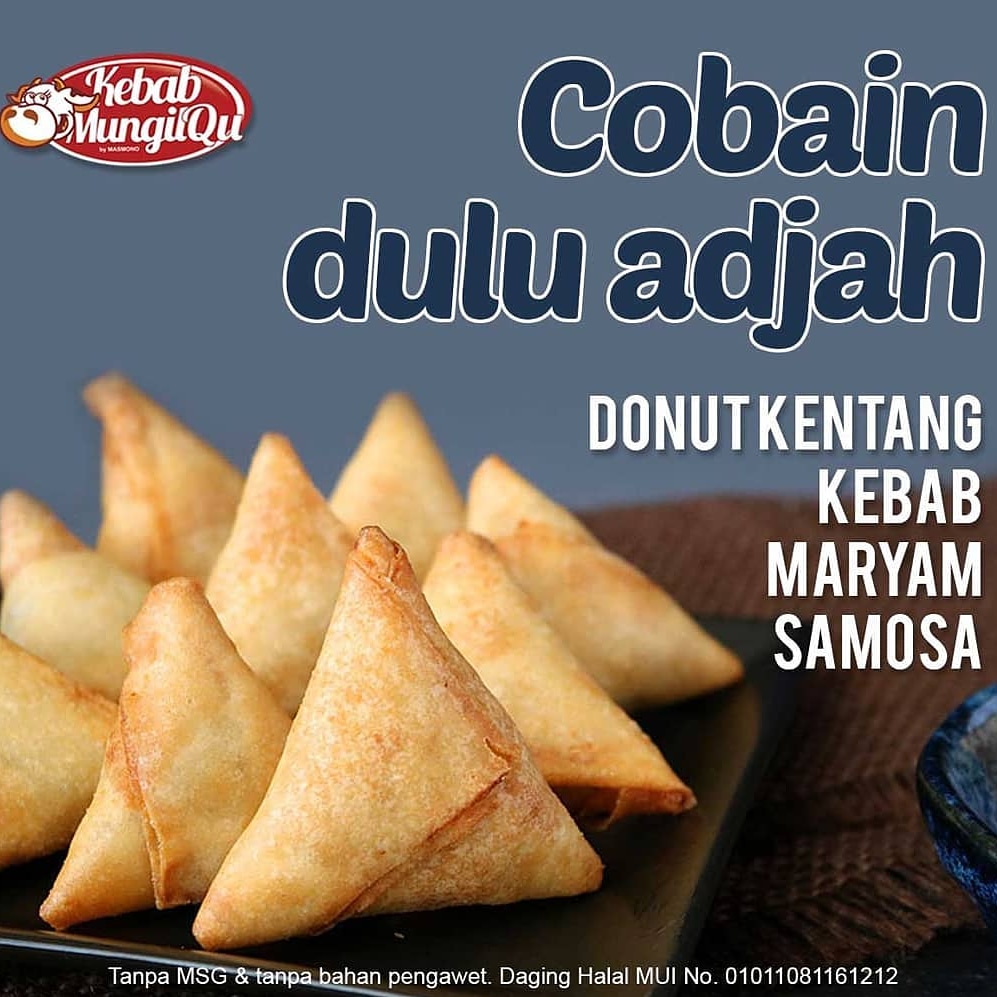 Kebab
MungilQu
by MASMONO
Cobain
dulu adjah
DONUT KENTANG
KEBAB
MARYAM
SAMOSA
Tanpa MSG & tanpa bahan pengawet. Daging Halal MUI No. 01011081161212